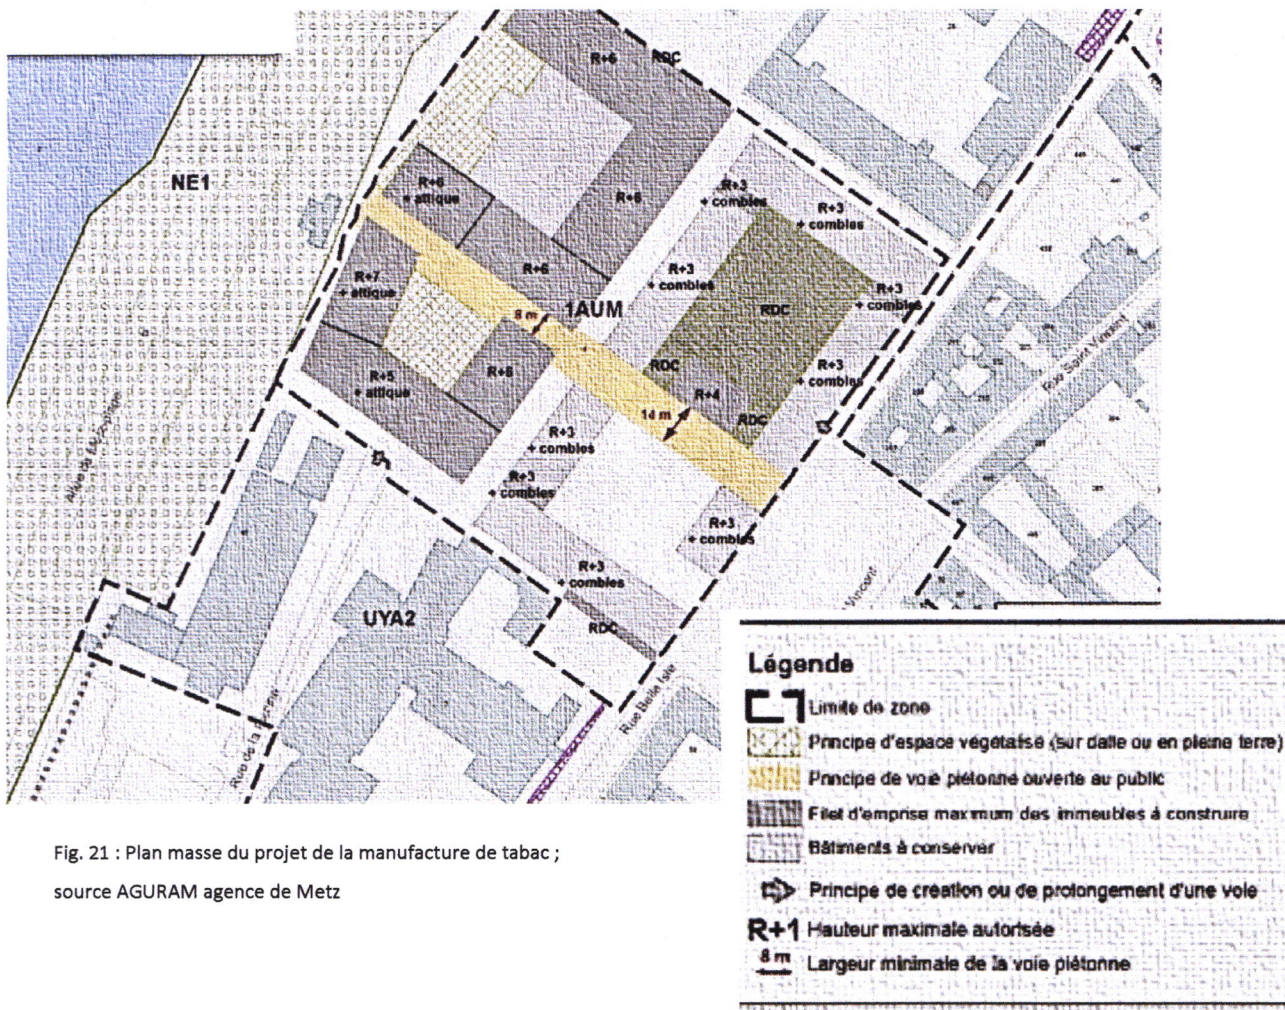 R+6
RDC
NE1
R+3
+ combles
+ attique
R+3
+ combles
R+6
R+3
+ combles
R+3
+ combles
R+7
+ attique
8 m
1AUM
RDC
R+5
+ attique
RDC
R+4
R+3
+ combles
14 m
RDC
R+3
+ combles
R+3
+ combles
Rue Saint Vincent
R+3
+ combles
R+3
+ combles
UYA2
RDC
Rue Belle Isle
Légende
Limite de zone
Principe d'espace végétalisé (sur dalle ou en pleine terre)
Principe de voie piétonne ouverte au public
Filet d'emprise maximum des immeubles à construire
Bâtiments à conserver
Principe de création ou de prolongement d'une voie
R+1 Hauteur maximale autorisée
8 m Largeur minimale de la voie piétonne
Fig. 21 : Plan masse du projet de la manufacture de tabac ;
source AGURAM agence de Metz